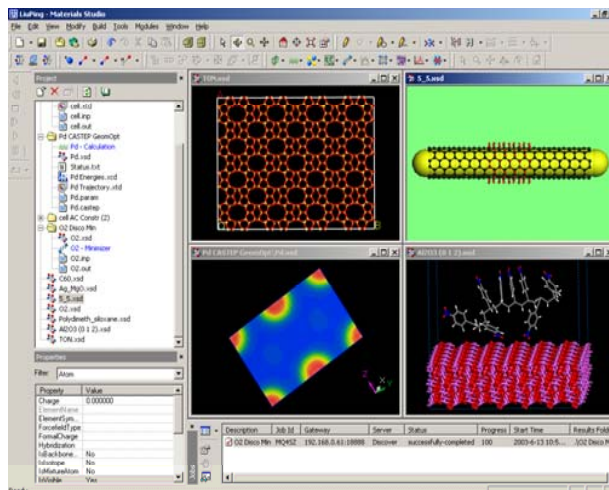 LiuPing - Materials Studio
File Edit View Modify Build Tools Modules Window Help
Project
cell.xtd
cell.inp
cell.out
Pd CASTEP GeomOpt
Pd - Calculation
Pd.xsd
Status.txt
Pd Energies.xcd
Pd Trajectory.xtd
Pd.param
Pd.castep
cell AC Constr (2)
O2 Disco Min
O2.xsd
O2 - Minimizer
O2.inp
O2.out
C60.xsd
Ag_MgO.xsd
5_5.xsd
O2.xsd
Polydimeth_siloxane.xsd
Al2O3 (0 1 2).xsd
TON.xsd
Properties
Filter: Atom
Property Value
Charge 0.000000
ElementName
ElementSym...
ForcefieldType
FormalCharge
Hybridization
IsBackbone... No
IsIsotope No
IsMixtureAtom No
IsVisible Yes
TON.xsd
5_5.xsd
Pd CASTEP GeomOpt\Pd.xsd
Al2O3 (0 1 2).xsd
Jobs
Description Job Id Gateway Server Status Progress Start Time Results Fold
O2 Disco Min MQ4SZ 192.168.0.61:18888 Discover successfully-completed 100 2003-6-13 10:5... .\O2 Disco Min
Ready